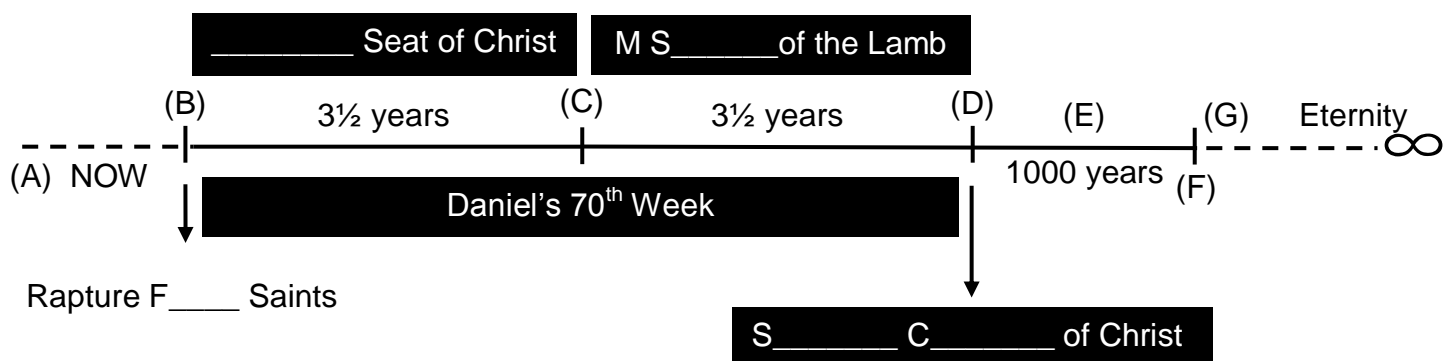 ________ Seat of Christ
M S______of the Lamb
(B) 3½ years (C) 3½ years (D) (E) (G) Eternity
(A) NOW 1000 years (F) ∞
Daniel's 70th Week
Rapture F____ Saints
S_______ C_______ of Christ